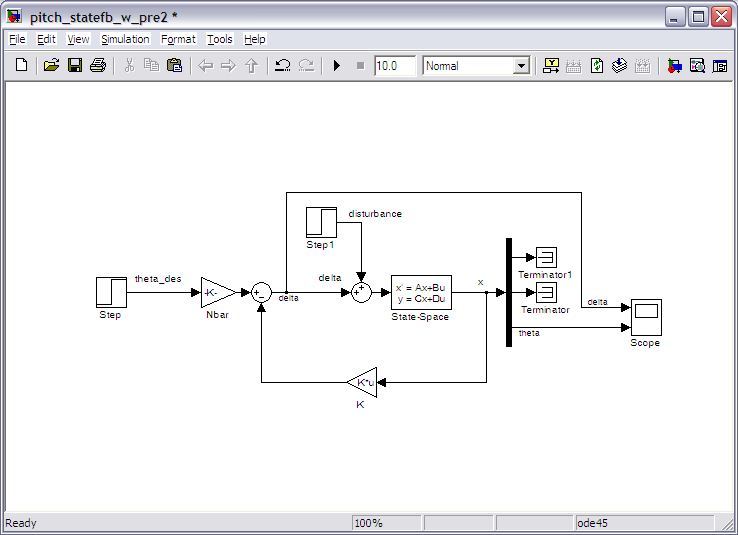 pitch_statefb_w_pre2 *
File Edit View Simulation Format Tools Help
10.0 Normal
disturbance
Step1
theta_des
Step
-K-
Nbar
+
_
delta
delta
+
+
x' = Ax+Bu
y = Cx+Du
State-Space
x
Terminator1
Terminator
delta
theta
Scope
K*u
K
Ready 100% ode45